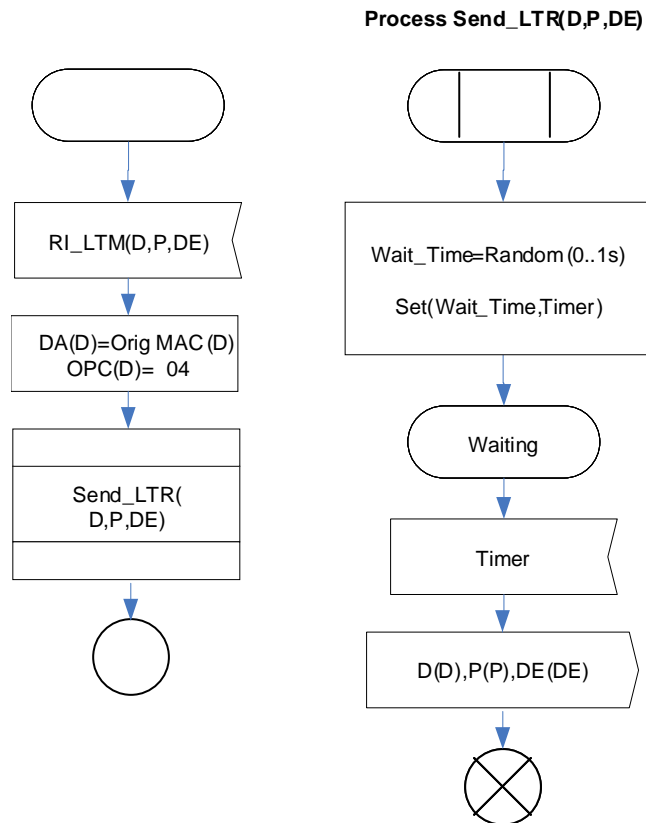 Process Send_LTR(D,P,DE)
RI_LTM(D,P,DE)
DA(D)=Orig MAC(D)
OPC(D)= 04
Send_LTR(
D,P,DE)
Wait_Time=Random(0..1s)
Set(Wait_Time,Timer)
Waiting
Timer
D(D),P(P),DE(DE)